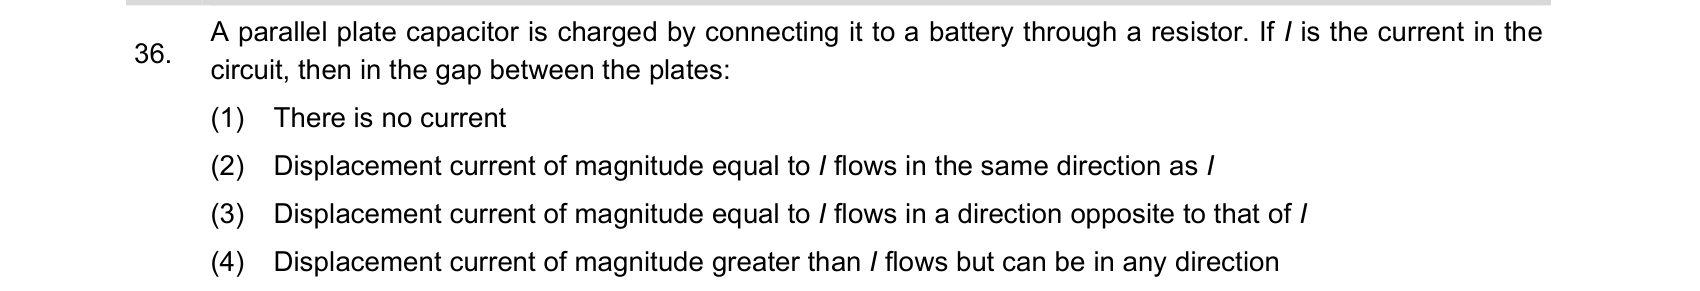 36. A parallel plate capacitor is charged by connecting it to a battery through a resistor. If I is the current in the
circuit, then in the gap between the plates:
(1) There is no current
(2) Displacement current of magnitude equal to I flows in the same direction as I
(3) Displacement current of magnitude equal to I flows in a direction opposite to that of I
(4) Displacement current of magnitude greater than I flows but can be in any direction